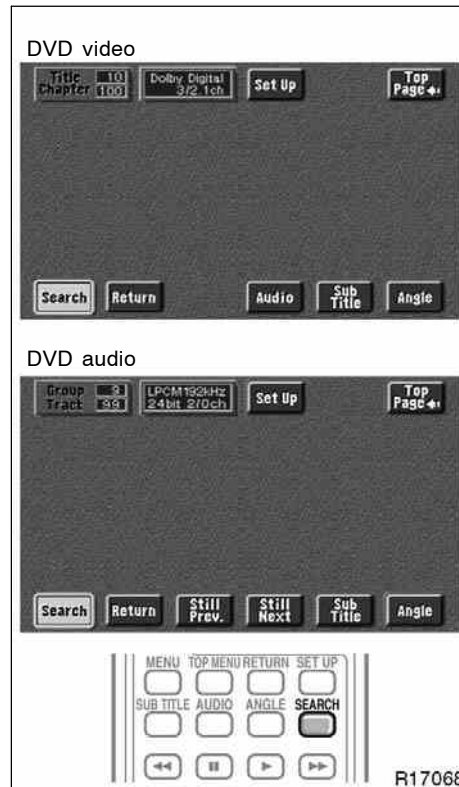 DVD video
Title 10
Chapter 100
Dolby Digital
3/2.1ch
Set Up
Top
Page
Search
Return
Audio
Sub
Title
Angle
DVD audio
Group 9
Track 99
LPCM192kHz
24bit 2/0ch
Set Up
Top
Page
Search
Return
Still
Prev.
Still
Next
Sub
Title
Angle
MENU TOP MENU RETURN SET UP
SUB TITLE AUDIO ANGLE SEARCH
R17068